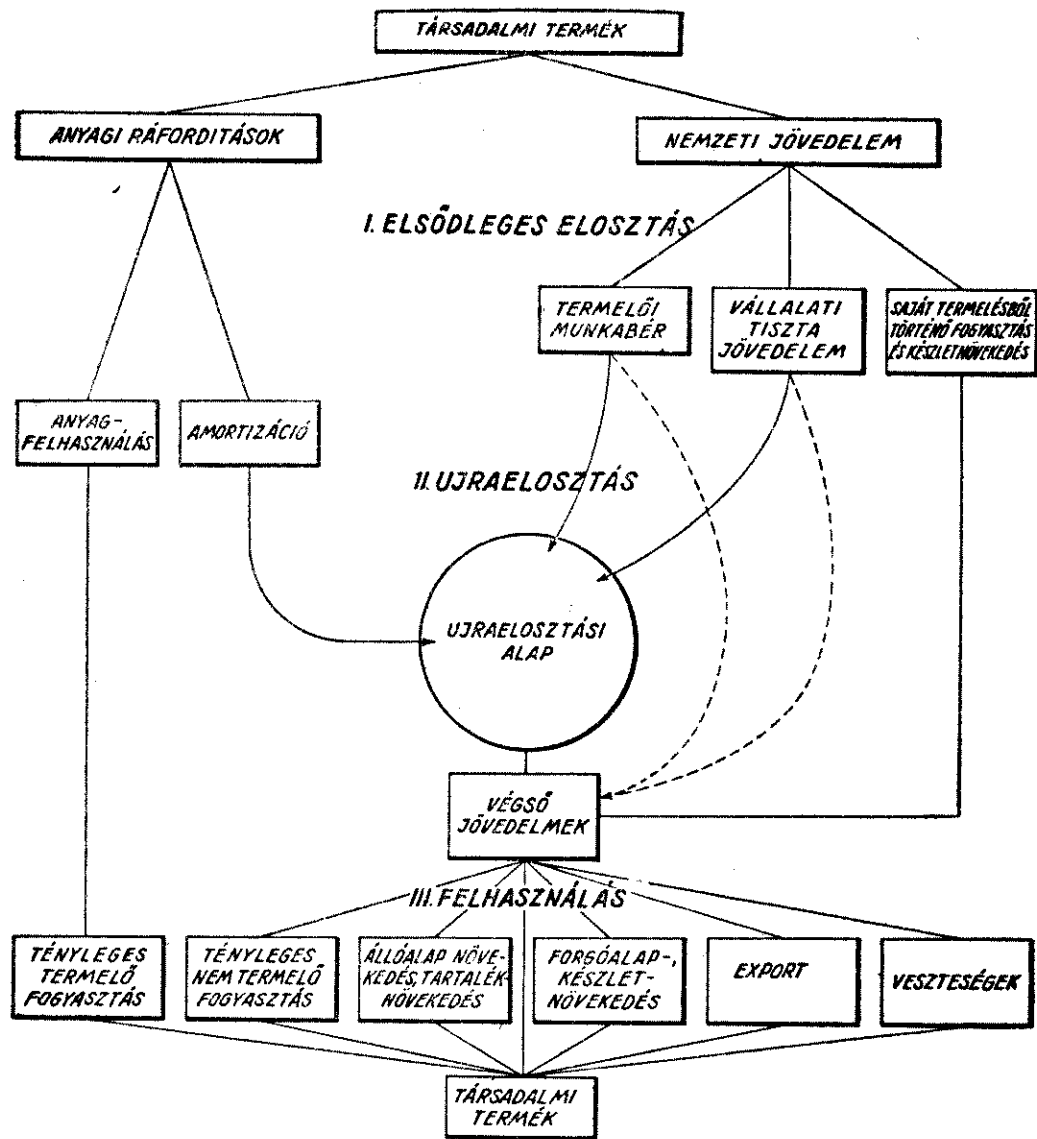 TÁRSADALMI TERMÉK
ANYAGI RÁFORDITÁSOK
NEMZETI JÖVEDELEM
I. ELSŐDLEGES ELOSZTÁS
TERMELŐI
MUNKABÉR
VÁLLALATI
TISZTA
JÖVEDELEM
SAJÁT TERMELÉSBŐL
TÖRTÉNŐ FOGYASZTÁS
ÉS KÉSZLETNÖVEKEDÉS
ANYAG-
FELHASZNÁLÁS
AMORTIZÁCIÓ
II. UJRAELOSZTÁS
UJRAELOSZTÁSI
ALAP
VÉGSŐ
JÖVEDELMEK
III. FELHASZNÁLÁS
TÉNYLEGES
TERMELŐ
FOGYASZTÁS
TÉNYLEGES
NEM TERMELŐ
FOGYASZTÁS
ÁLLÓALAP NÖVE-
KEDÉS, TARTALÉK-
NÖVEKEDÉS
FORGÓALAP-,
KÉSZLET-
NÖVEKEDÉS
EXPORT
VESZTESÉGEK
TÁRSADALMI
TERMÉK